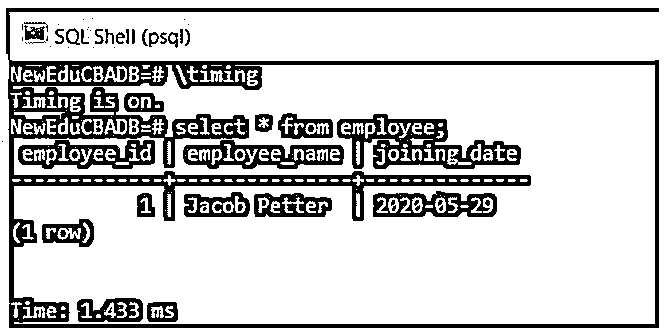 SQL Shell (psql)
NewEduCBADB=# \timing
Timing is on.
NewEduCBADB=# select * from employee;
employee_id | employee_name | joining_date
-------------+---------------+--------------
1 | Jacob Petter | 2020-05-29
(1 row)
Time: 1.433 ms